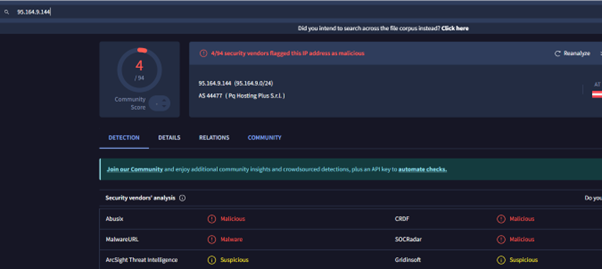 95.164.9.144
Did you intend to search across the file corpus instead? Click here
4
/ 94
Community
Score
4/94 security vendors flagged this IP address as malicious
Reanalyze
95.164.9.144 (95.164.9.0/24)
AS 44477 ( Pq Hosting Plus S.r.l. )
AT
DETECTION DETAILS RELATIONS COMMUNITY
Join our Community and enjoy additional community insights and crowdsourced detections, plus an API key to automate checks.
Security vendors' analysis
Do you
Abusix Malicious CRDF Malicious
MalwareURL Malware SOCRadar Malicious
ArcSight Threat Intelligence Suspicious Gridinsoft Suspicious